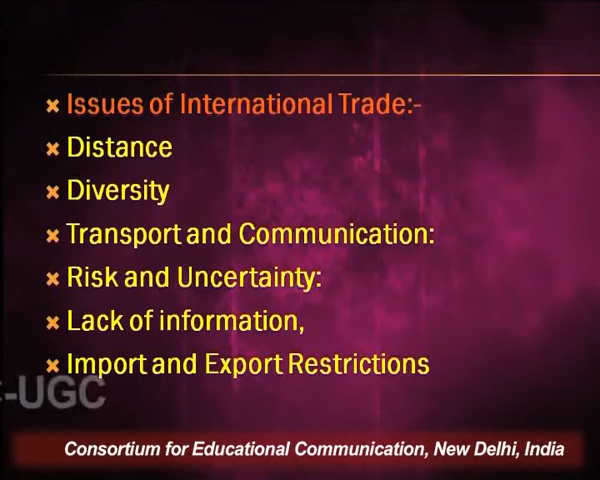 Issues of International Trade:-
Distance
Diversity
Transport and Communication:
Risk and Uncertainty:
Lack of information,
Import and Export Restrictions
-UGC
Consortium for Educational Communication, New Delhi, India